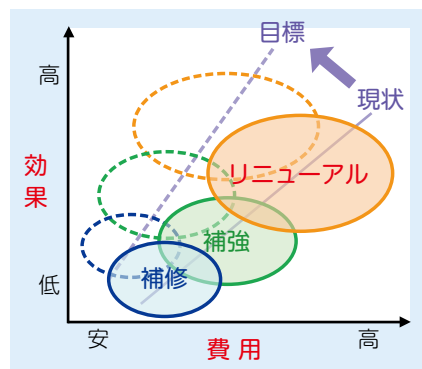 目標
現状
高
効果
リニューアル
補強
補修
低
安
費用
高